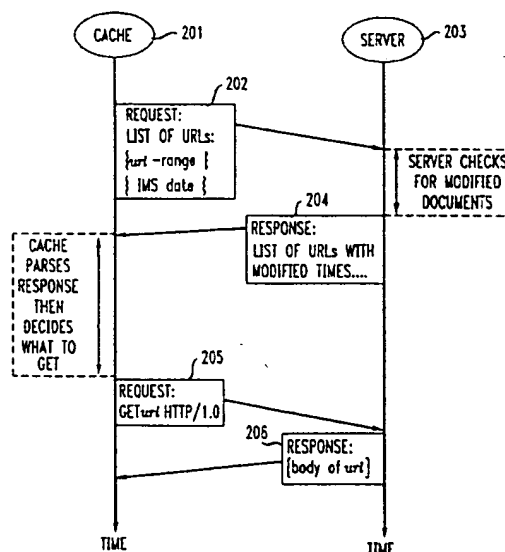 CACHE
201
SERVER
203
202
REQUEST:
LIST OF URLs:
{url -range }
{ IMS date }
SERVER CHECKS
FOR MODIFIED
DOCUMENTS
204
RESPONSE:
LIST OF URLs WITH
MODIFIED TIMES....
CACHE
PARSES
RESPONSE
THEN
DECIDES
WHAT TO
GET
205
REQUEST:
GET url HTTP/1.0
206
RESPONSE:
{body of url}
TIME
TIME